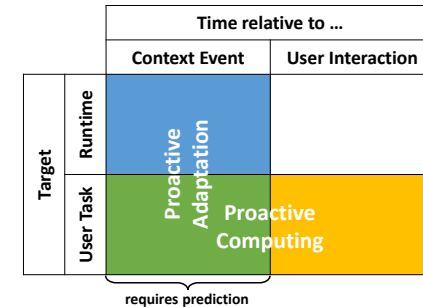 Time relative to …
Context Event
User Interaction
Target
Runtime
User Task
Proactive
Adaptation
Proactive
Computing
requires prediction